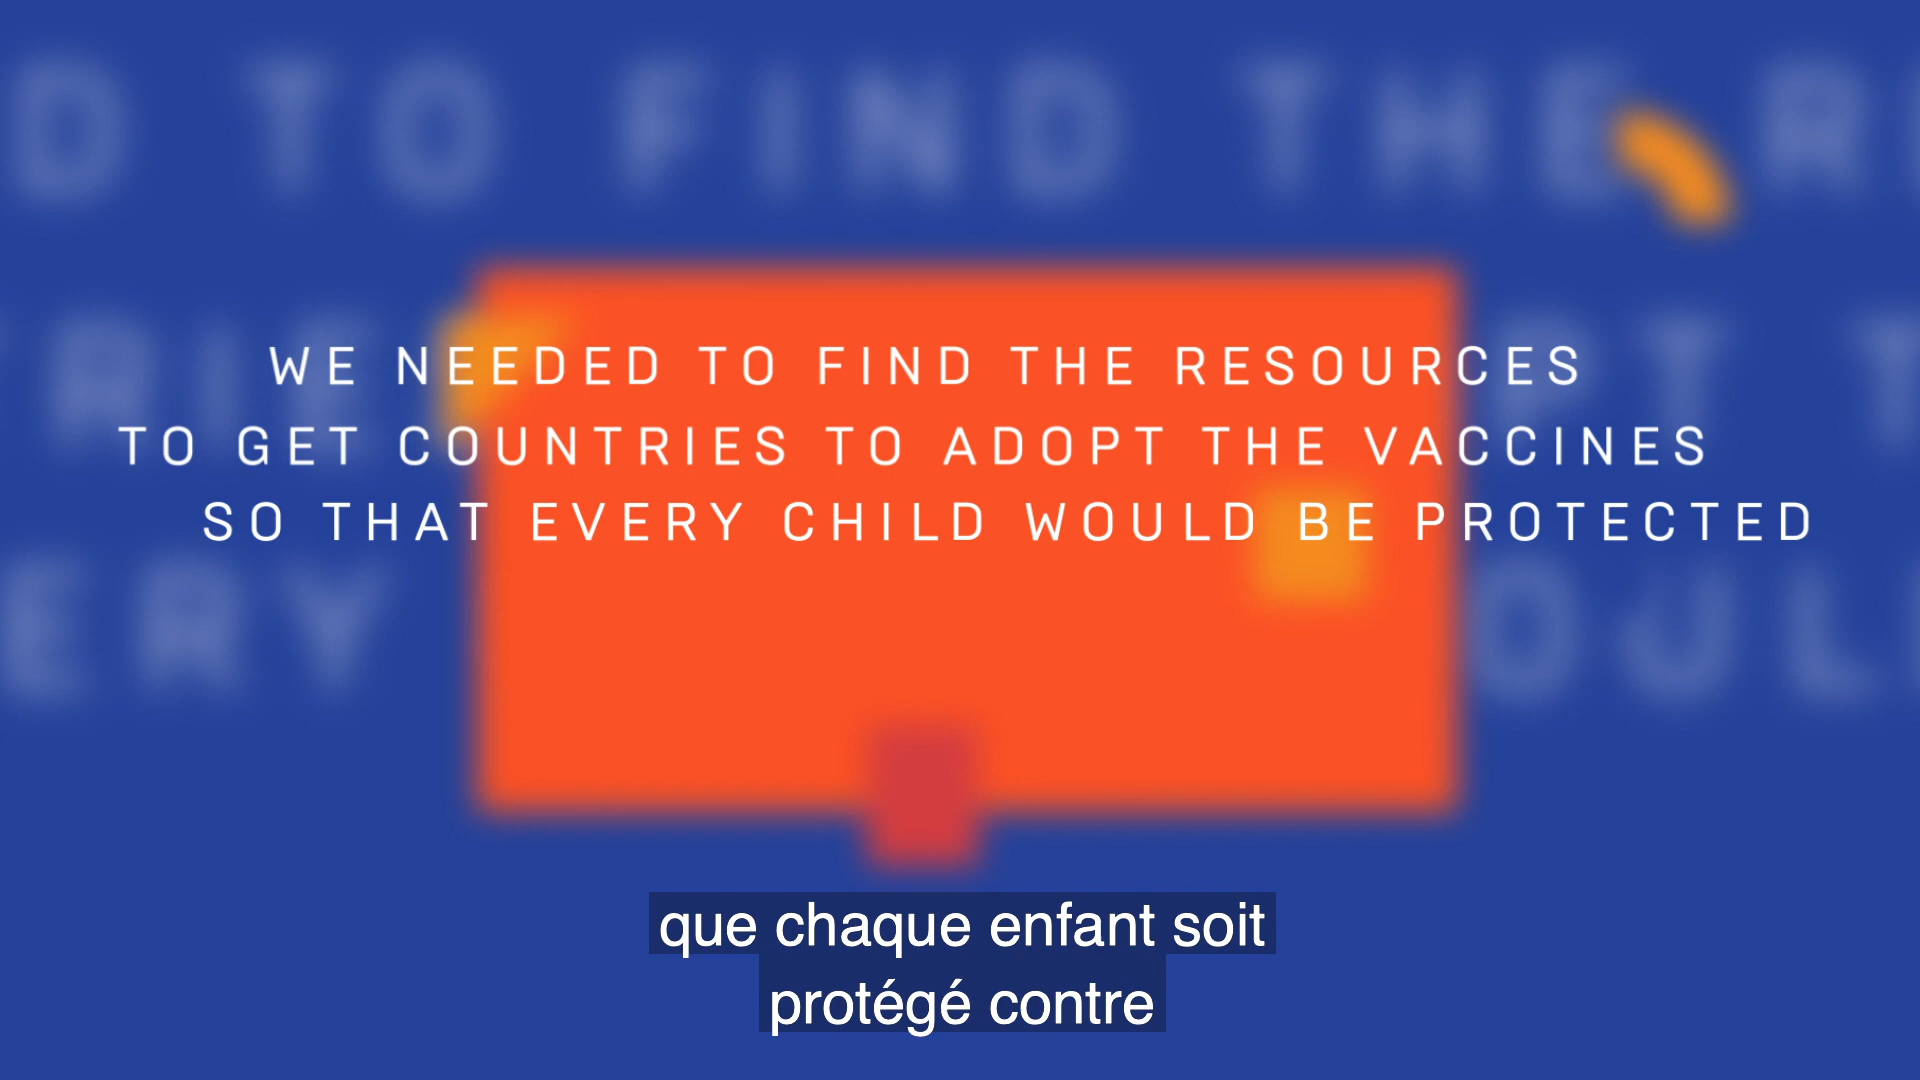 WE NEEDED TO FIND THE RESOURCES
TO GET COUNTRIES TO ADOPT THE VACCINES
SO THAT EVERY CHILD WOULD BE PROTECTED
que chaque enfant soit
protégé contre